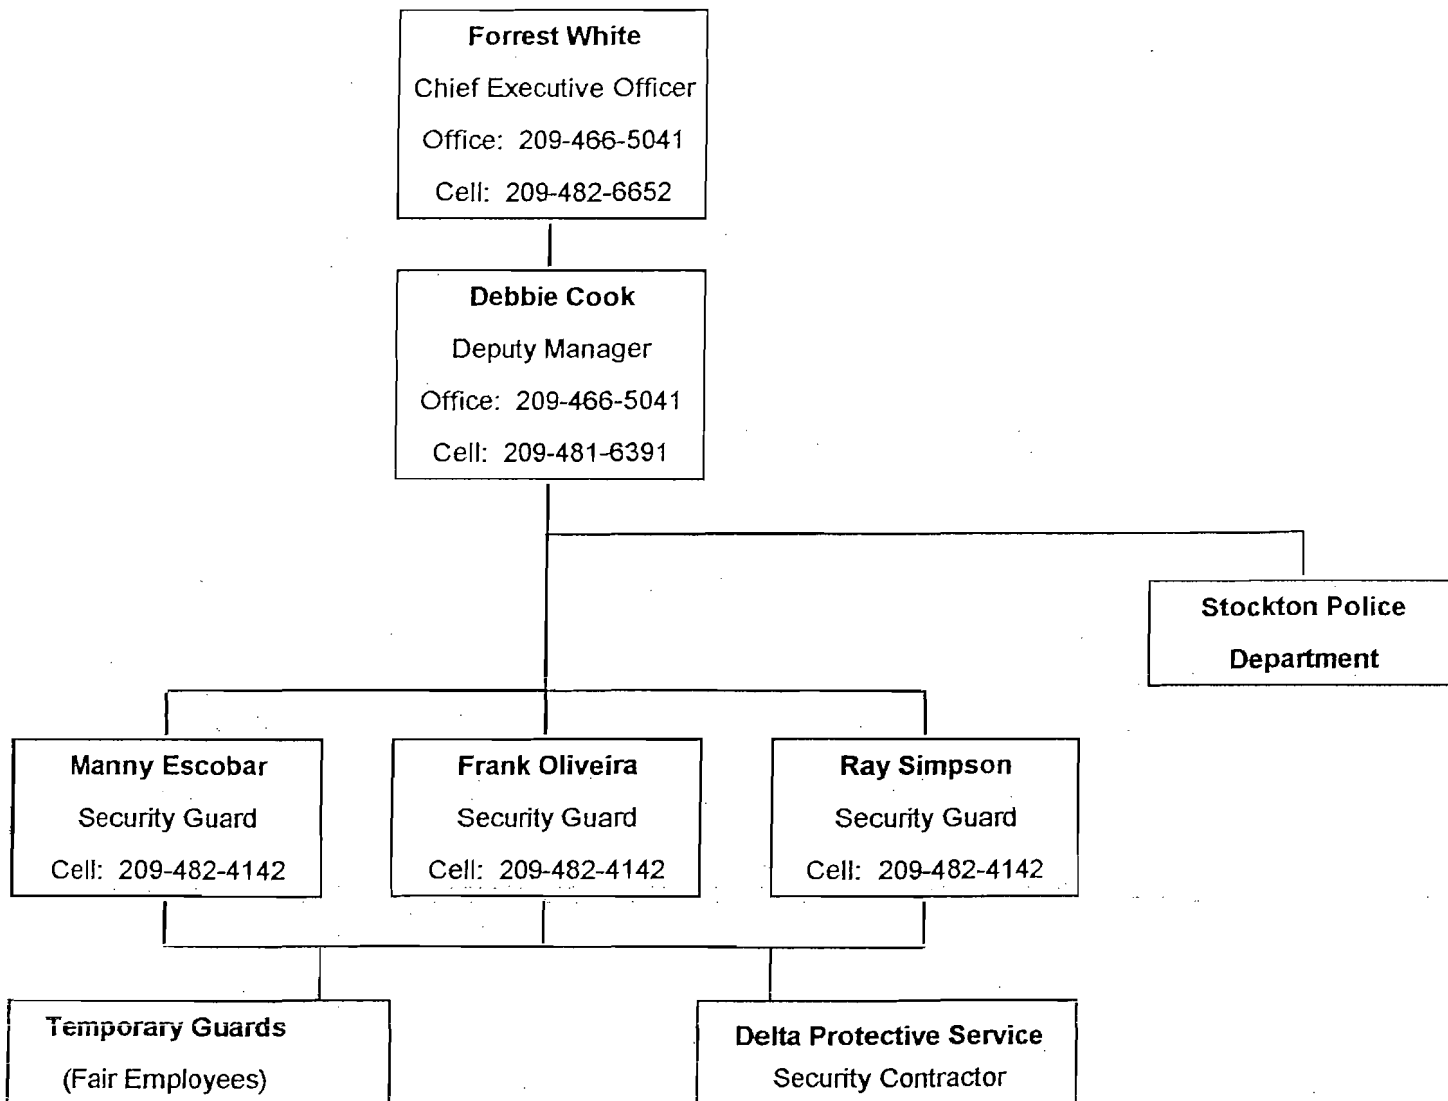 Forrest White
Chief Executive Officer
Office: 209-466-5041
Cell: 209-482-6652
Debbie Cook
Deputy Manager
Office: 209-466-5041
Cell: 209-481-6391
Stockton Police
Department
Manny Escobar
Security Guard
Cell: 209-482-4142
Frank Oliveira
Security Guard
Cell: 209-482-4142
Ray Simpson
Security Guard
Cell: 209-482-4142
Temporary Guards
(Fair Employees)
Delta Protective Service
Security Contractor